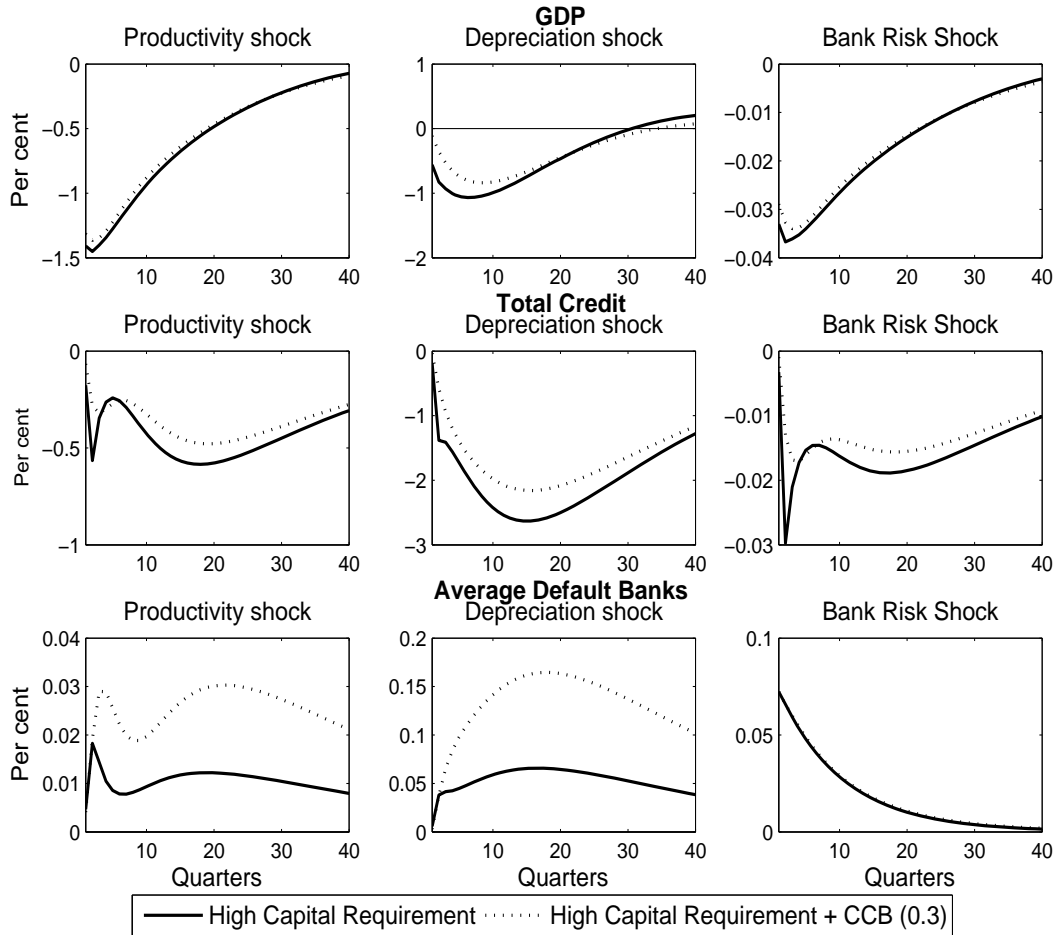 GDP
Productivity shock Depreciation shock Bank Risk Shock
Per cent
0
−0.5
−1
−1.5
10 20 30 40
1
0
−1
−2
10 20 30 40
0
−0.01
−0.02
−0.03
−0.04
10 20 30 40
Total Credit
Productivity shock Depreciation shock Bank Risk Shock
Per cent
0
−0.5
−1
10 20 30 40
0
−1
−2
−3
10 20 30 40
0
−0.01
−0.02
−0.03
10 20 30 40
Average Default Banks
Productivity shock Depreciation shock Bank Risk Shock
Per cent
0.04
0.03
0.02
0.01
0
10 20 30 40
Quarters
0.2
0.15
0.1
0.05
0
10 20 30 40
Quarters
0.1
0.05
0
10 20 30 40
Quarters
High Capital Requirement High Capital Requirement + CCB (0.3)